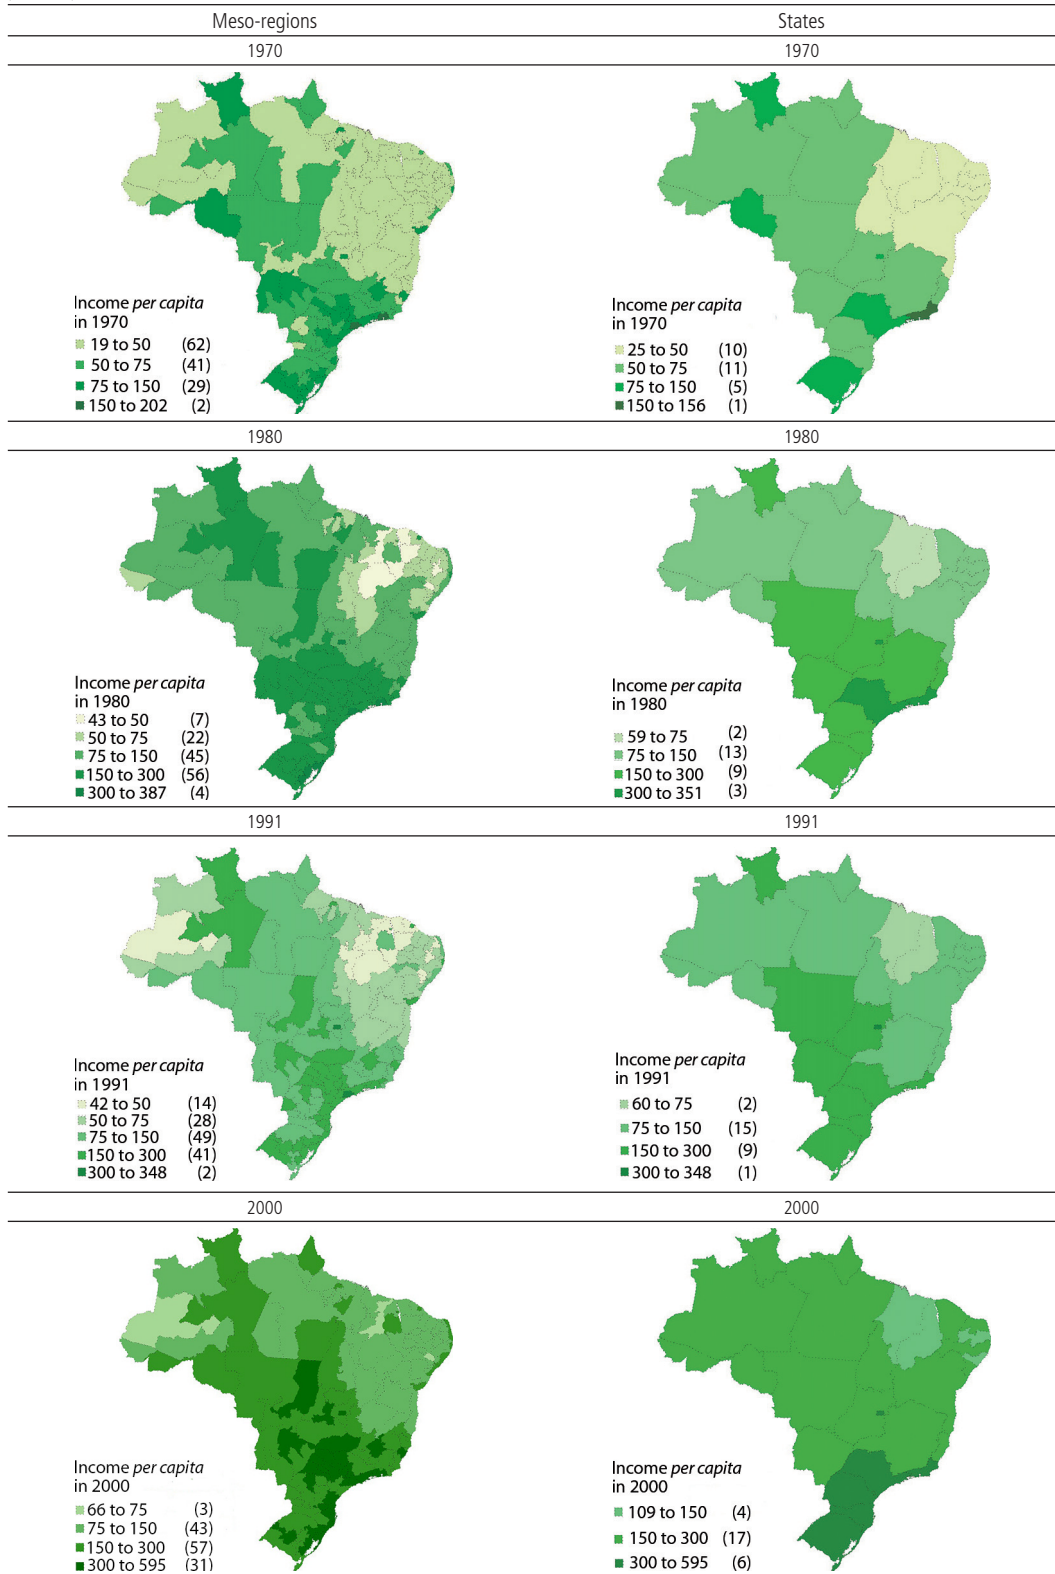 Meso-regions States
1970 1970
Income per capita
in 1970
19 to 50 (62)
50 to 75 (41)
75 to 150 (29)
150 to 202 (2)
Income per capita
in 1970
25 to 50 (10)
50 to 75 (11)
75 to 150 (5)
150 to 156 (1)
1980 1980
Income per capita
in 1980
43 to 50 (7)
50 to 75 (22)
75 to 150 (45)
150 to 300 (56)
300 to 387 (4)
Income per capita
in 1980
59 to 75 (2)
75 to 150 (13)
150 to 300 (9)
300 to 351 (3)
1991 1991
Income per capita
in 1991
42 to 50 (14)
50 to 75 (28)
75 to 150 (49)
150 to 300 (41)
300 to 348 (2)
Income per capita
in 1991
60 to 75 (2)
75 to 150 (15)
150 to 300 (9)
300 to 348 (1)
2000 2000
Income per capita
in 2000
66 to 75 (3)
75 to 150 (43)
150 to 300 (57)
300 to 595 (31)
Income per capita
in 2000
109 to 150 (4)
150 to 300 (17)
300 to 595 (6)